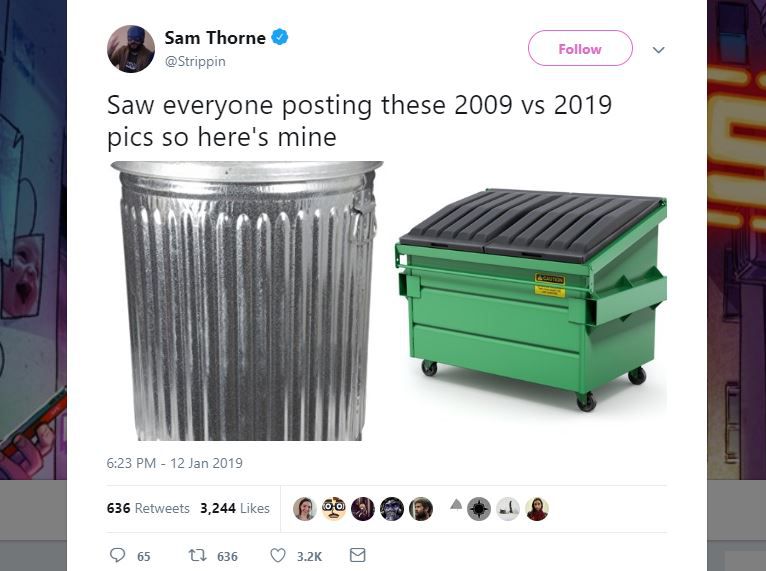 Sam Thorne
@Strippin
Follow
Saw everyone posting these 2009 vs 2019
pics so here's mine
CAUTION
6:23 PM - 12 Jan 2019
636 Retweets 3,244 Likes
65 636 3.2K